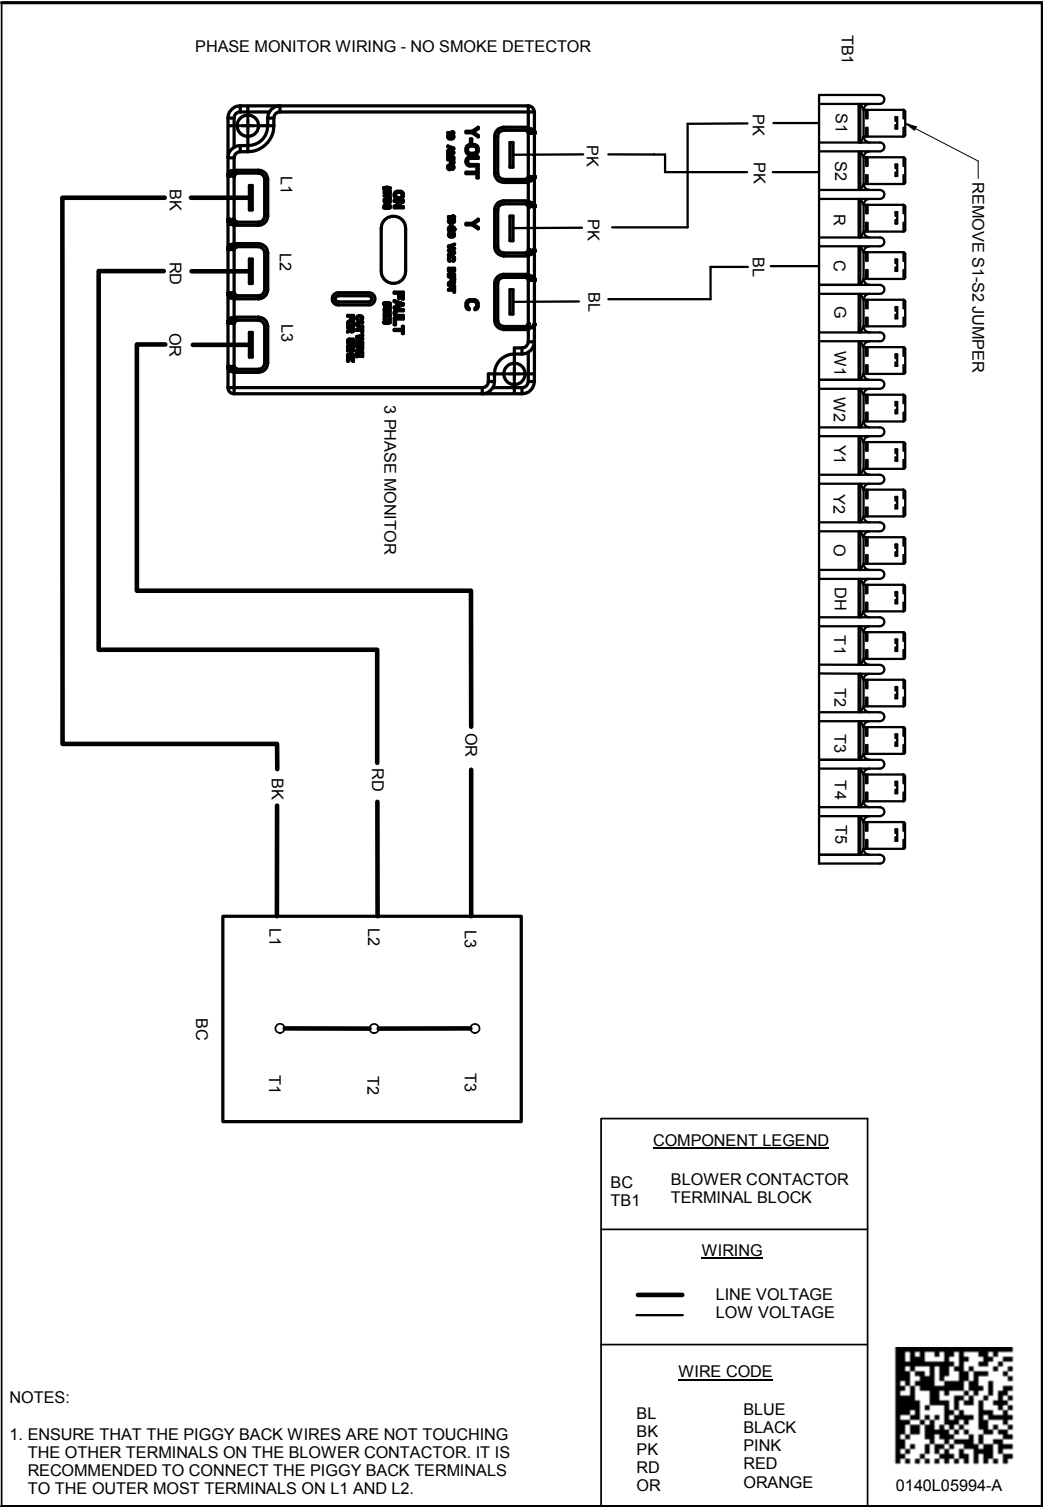 PHASE MONITOR WIRING - NO SMOKE DETECTOR
TB1
S1
S2
R
C
G
W1
W2
Y1
Y2
O
DH
T1
T2
T3
T4
T5
REMOVE S1-S2 JUMPER
PK
PK
BL
PK
PK
BL
Y-OUT
10 AMPS
Y
C
ON
FAULT
L1
L2
L3
BK
RD
OR
3 PHASE MONITOR
OR
RD
BK
L1
L2
L3
T1
T2
T3
BC
COMPONENT LEGEND
BC BLOWER CONTACTOR
TB1 TERMINAL BLOCK
WIRING
LINE VOLTAGE
LOW VOLTAGE
WIRE CODE
BL BLUE
BK BLACK
PK PINK
RD RED
OR ORANGE
0140L05994-A
NOTES:
1. ENSURE THAT THE PIGGY BACK WIRES ARE NOT TOUCHING
THE OTHER TERMINALS ON THE BLOWER CONTACTOR. IT IS
RECOMMENDED TO CONNECT THE PIGGY BACK TERMINALS
TO THE OUTER MOST TERMINALS ON L1 AND L2.